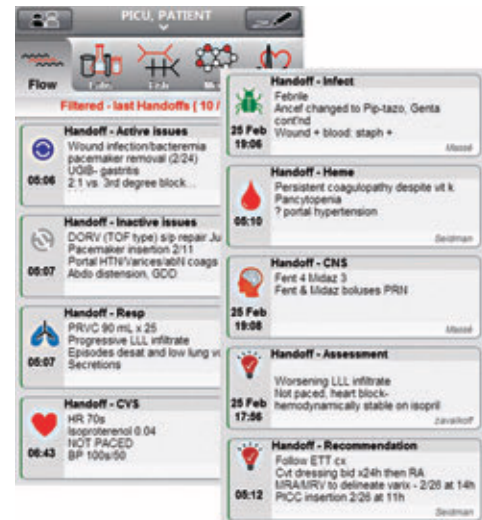 PICU, PATIENT
Flow
Filtered - last Handoffs ( 10 /
Handoff - Active issues
Wound infection/bacteremia
pacemaker removal (2/24)
UGIB- gastritis
2:1 vs. 3rd degree block...
05:06
Handoff - Inactive issues
DORV (TOF type) s/p repair Ju
Pacemaker insertion 2/11
Portal HTN/Varices/abN coags
Abdo distension, GDD
05:07
Handoff - Resp
PRVC 90 mL x 25
Progressive LLL infiltrate
Episodes desat and low lung vo
Secretions
05:07
Handoff - CVS
HR 70s
Isoproterenol 0.04
NOT PACED
BP 100s/50
06:43
Handoff - Infect
Febrile
Ancef changed to Pip-tazo, Genta
cont'nd
Wound + blood: staph +
25 Feb
19:06
Massé
Handoff - Heme
Persistent coagulopathy despite vit k
Pancytopenia
? portal hypertension
05:10
Seidman
Handoff - CNS
Fent 4 Midaz 3
Fent & Midaz boluses PRN
25 Feb
19:08
Massé
Handoff - Assessment
Worsening LLL infiltrate
Not paced, heart block-
hemodynamically stable on isopril
25 Feb
17:56
zavalkoff
Handoff - Recommendation
Follow ETT cx
Cvt dressing bid x24h then RA
MRA/MRV to delineate varix - 2/26 at 14h
PICC insertion 2/26 at 11h
05:12
Seidman